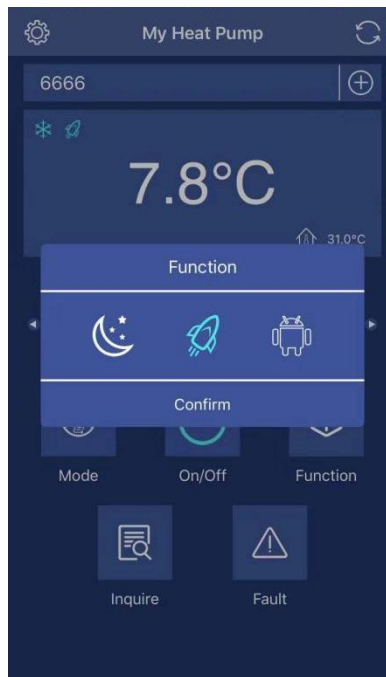 My Heat Pump
6666
7.8°C
31.0°C
Function
Confirm
Mode
On/Off
Function
Inquire
Fault